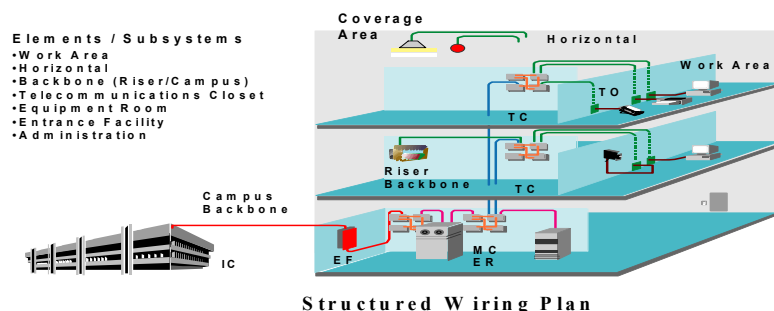 Elements / Subsystems
•Work Area
•Horizontal
•Backbone (Riser/Campus)
•Telecommunications Closet
•Equipment Room
•Entrance Facility
•Administration
Coverage
Area
Horizontal
Work Area
TO
TC
Riser
Backbone
TC
Campus
Backbone
IC
EF
MC
ER
Structured Wiring Plan